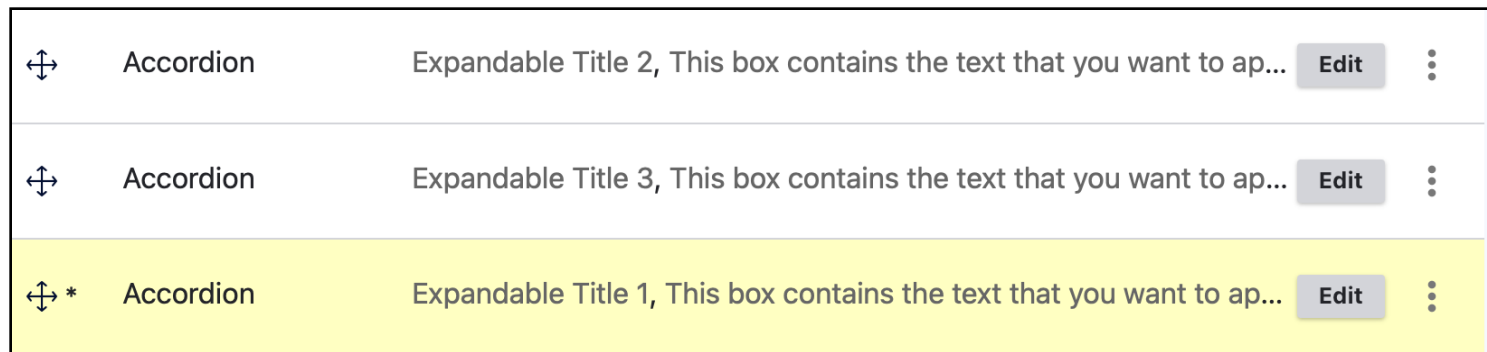 Accordion Expandable Title 2, This box contains the text that you want to ap... Edit
Accordion Expandable Title 3, This box contains the text that you want to ap... Edit
* Accordion Expandable Title 1, This box contains the text that you want to ap... Edit